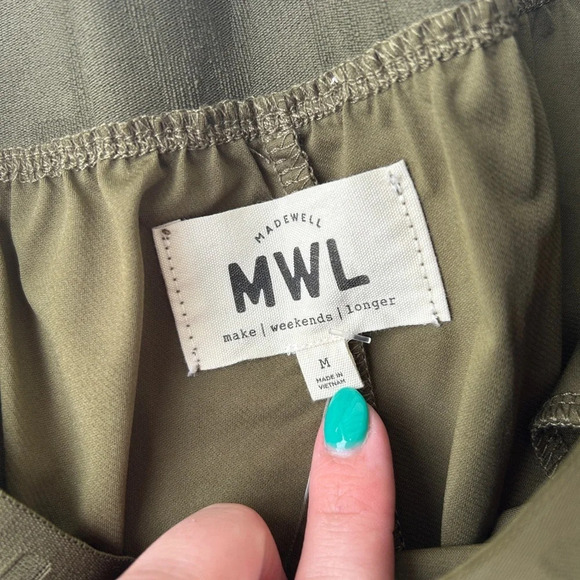 MADEWELL
MWL
make | weekends | longer
M
MADE IN
VIETNAM